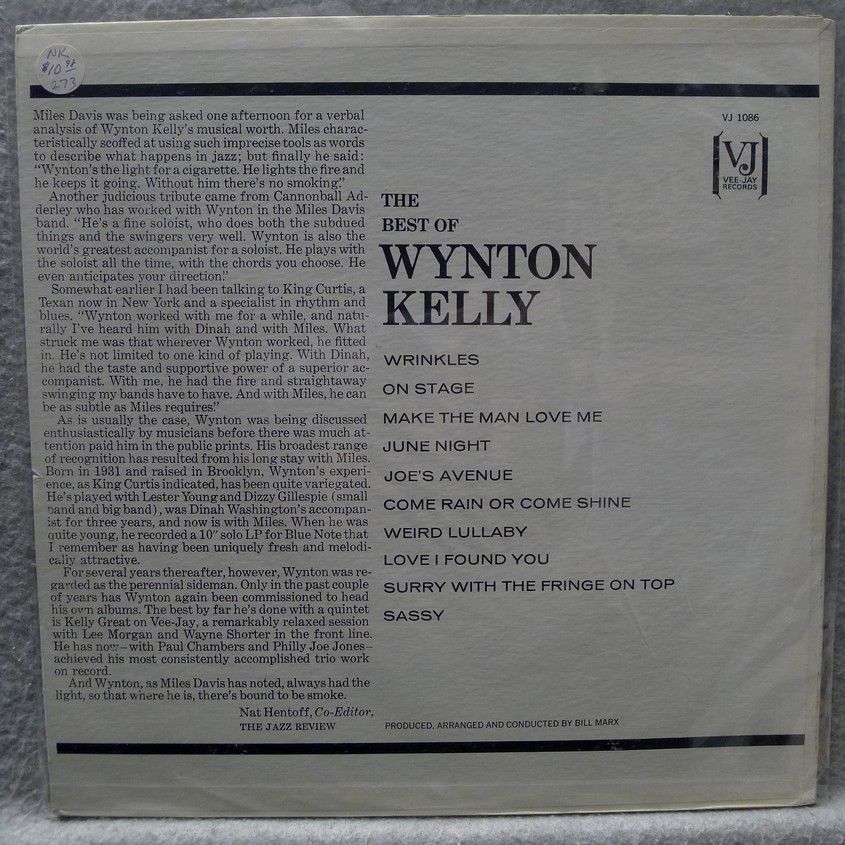 NK
$10.98
273
Miles Davis was being asked one afternoon for a verbal
analysis of Wynton Kelly's musical worth. Miles charac-
teristically scoffed at using such imprecise tools as words
to describe what happens in jazz; but finally he said:
"Wynton's the light for a cigarette. He lights the fire and
he keeps it going. Without him there's no smoking."
Another judicious tribute came from Cannonball Ad-
derley who has worked with Wynton in the Miles Davis
band. "He's a fine soloist, who does both the subdued
things and the swingers very well. Wynton is also the
world's greatest accompanist for a soloist. He plays with
the soloist all the time, with the chords you choose. He
even anticipates your direction."
Somewhat earlier I had been talking to King Curtis, a
Texan now in New York and a specialist in rhythm and
blues. "Wynton worked with me for a while, and natu-
rally I've heard him with Dinah and with Miles. What
struck me was that wherever Wynton worked, he fitted
in. He's not limited to one kind of playing. With Dinah,
he had the taste and supportive power of a superior ac-
companist. With me, he had the fire and straightaway
swinging my bands have to have. And with Miles, he can
be as subtle as Miles requires."
As is usually the case, Wynton was being discussed
enthusiastically by musicians before there was much at-
tention paid him in the public prints. His broadest range
of recognition has resulted from his long stay with Miles.
Born in 1931 and raised in Brooklyn, Wynton's experi-
ence, as King Curtis indicated, has been quite variegated.
He's played with Lester Young and Dizzy Gillespie (small
band and big band), was Dinah Washington's accompan-
ist for three years, and now is with Miles. When he was
quite young, he recorded a 10" solo LP for Blue Note that
I remember as having been uniquely fresh and melodi-
cally attractive.
For several years thereafter, however, Wynton was re-
garded as the perennial sideman. Only in the past couple
of years has Wynton again been commissioned to head
his own albums. The best by far he's done with a quintet
is Kelly Great on Vee-Jay, a remarkably relaxed session
with Lee Morgan and Wayne Shorter in the front line.
He has now—with Paul Chambers and Philly Joe Jones—
achieved his most consistently accomplished trio work
on record.
And Wynton, as Miles Davis has noted, always had the
light, so that where he is, there's bound to be smoke.
Nat Hentoff, Co-Editor,
THE JAZZ REVIEW
VJ 1086
VJ
VEE-JAY
RECORDS
THE
BEST OF
WYNTON
KELLY
WRINKLES
ON STAGE
MAKE THE MAN LOVE ME
JUNE NIGHT
JOE'S AVENUE
COME RAIN OR COME SHINE
WEIRD LULLABY
LOVE I FOUND YOU
SURRY WITH THE FRINGE ON TOP
SASSY
PRODUCED, ARRANGED AND CONDUCTED BY BILL MARX